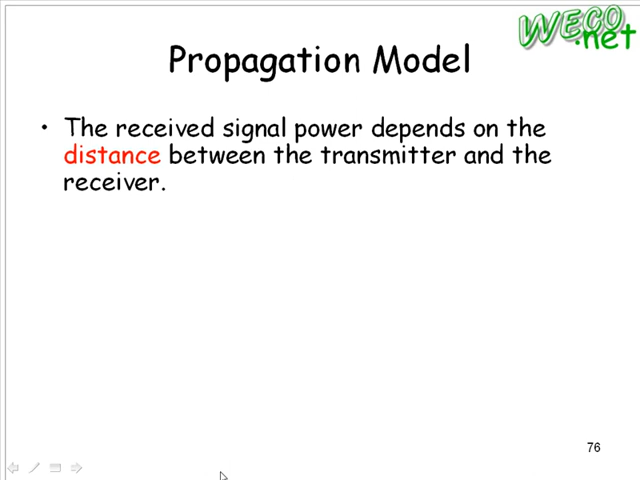 WECO
.net
Propagation Model
• The received signal power depends on the
distance between the transmitter and the
receiver.
76